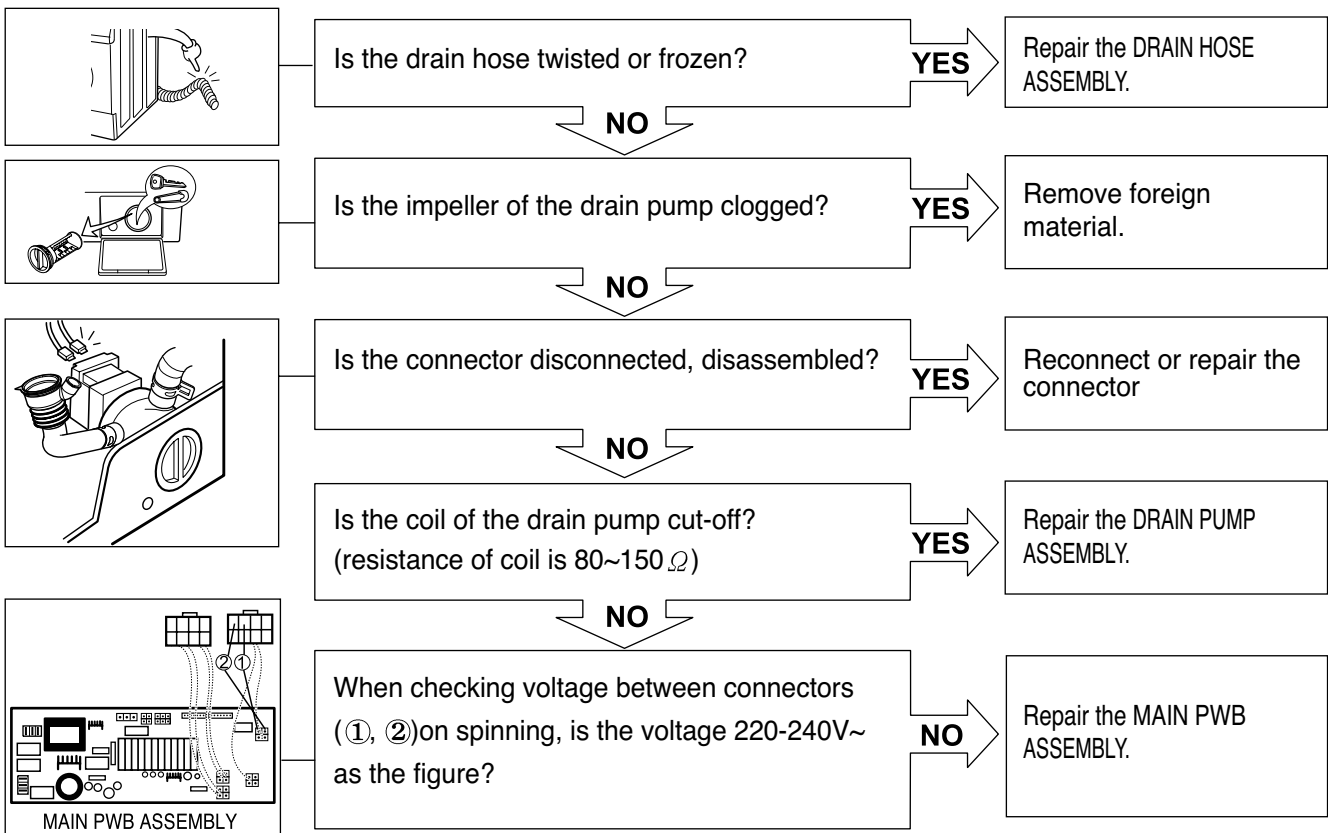 Is the drain hose twisted or frozen?
YES
Repair the DRAIN HOSE
ASSEMBLY.
NO
Is the impeller of the drain pump clogged?
YES
Remove foreign
material.
NO
Is the connector disconnected, disassembled?
YES
Reconnect or repair the
connector
NO
Is the coil of the drain pump cut-off?
(resistance of coil is 80~150 Ω)
YES
Repair the DRAIN PUMP
ASSEMBLY.
NO
②①
MAIN PWB ASSEMBLY
When checking voltage between connectors
(①, ②)on spinning, is the voltage 220-240V~
as the figure?
NO
Repair the MAIN PWB
ASSEMBLY.